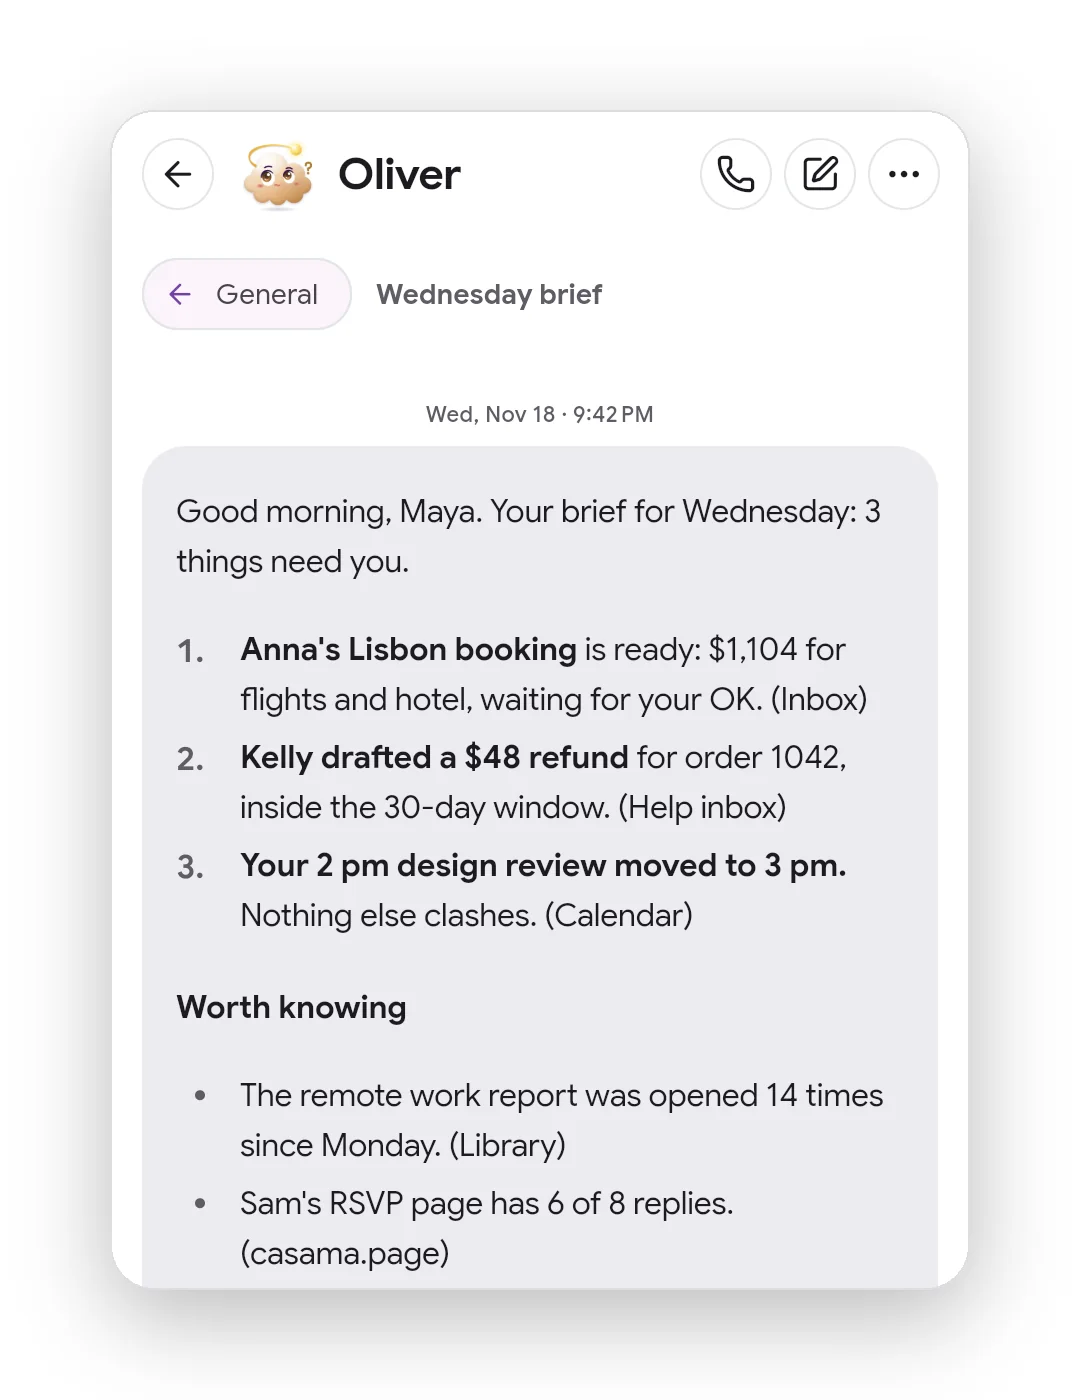 Oliver
General
Wednesday brief
Wed, Nov 18 · 9:42 PM
Good morning, Maya. Your brief for Wednesday: 3
things need you.
1. Anna's Lisbon booking is ready: $1,104 for
flights and hotel, waiting for your OK. (Inbox)
2. Kelly drafted a $48 refund for order 1042,
inside the 30-day window. (Help inbox)
3. Your 2 pm design review moved to 3 pm.
Nothing else clashes. (Calendar)
Worth knowing
• The remote work report was opened 14 times
since Monday. (Library)
• Sam's RSVP page has 6 of 8 replies.
(casama.page)